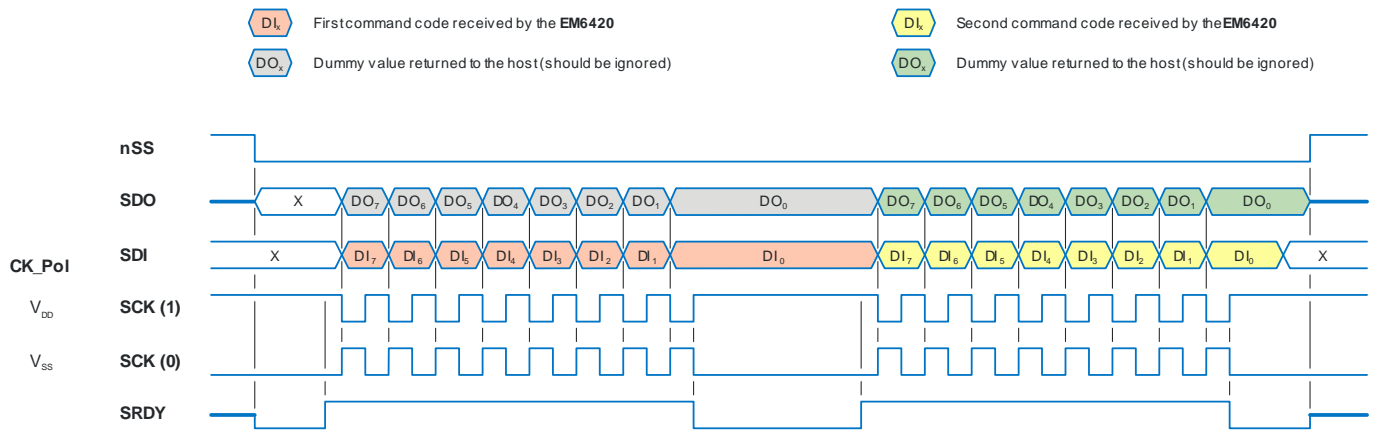 DIx First command code received by the EM6420 DIx Second command code received by the EM6420
DOx Dummy value returned to the host (should be ignored) DOx Dummy value returned to the host (should be ignored)
nSS
SDO X DO7 DO6 DO5 DO4 DO3 DO2 DO1 DO0 DO7 DO6 DO5 DO4 DO3 DO2 DO1 DO0
SDI X DI7 DI6 DI5 DI4 DI3 DI2 DI1 DI0 DI7 DI6 DI5 DI4 DI3 DI2 DI1 DI0 X
CK_Pol
VDD SCK (1)
VSS SCK (0)
SRDY